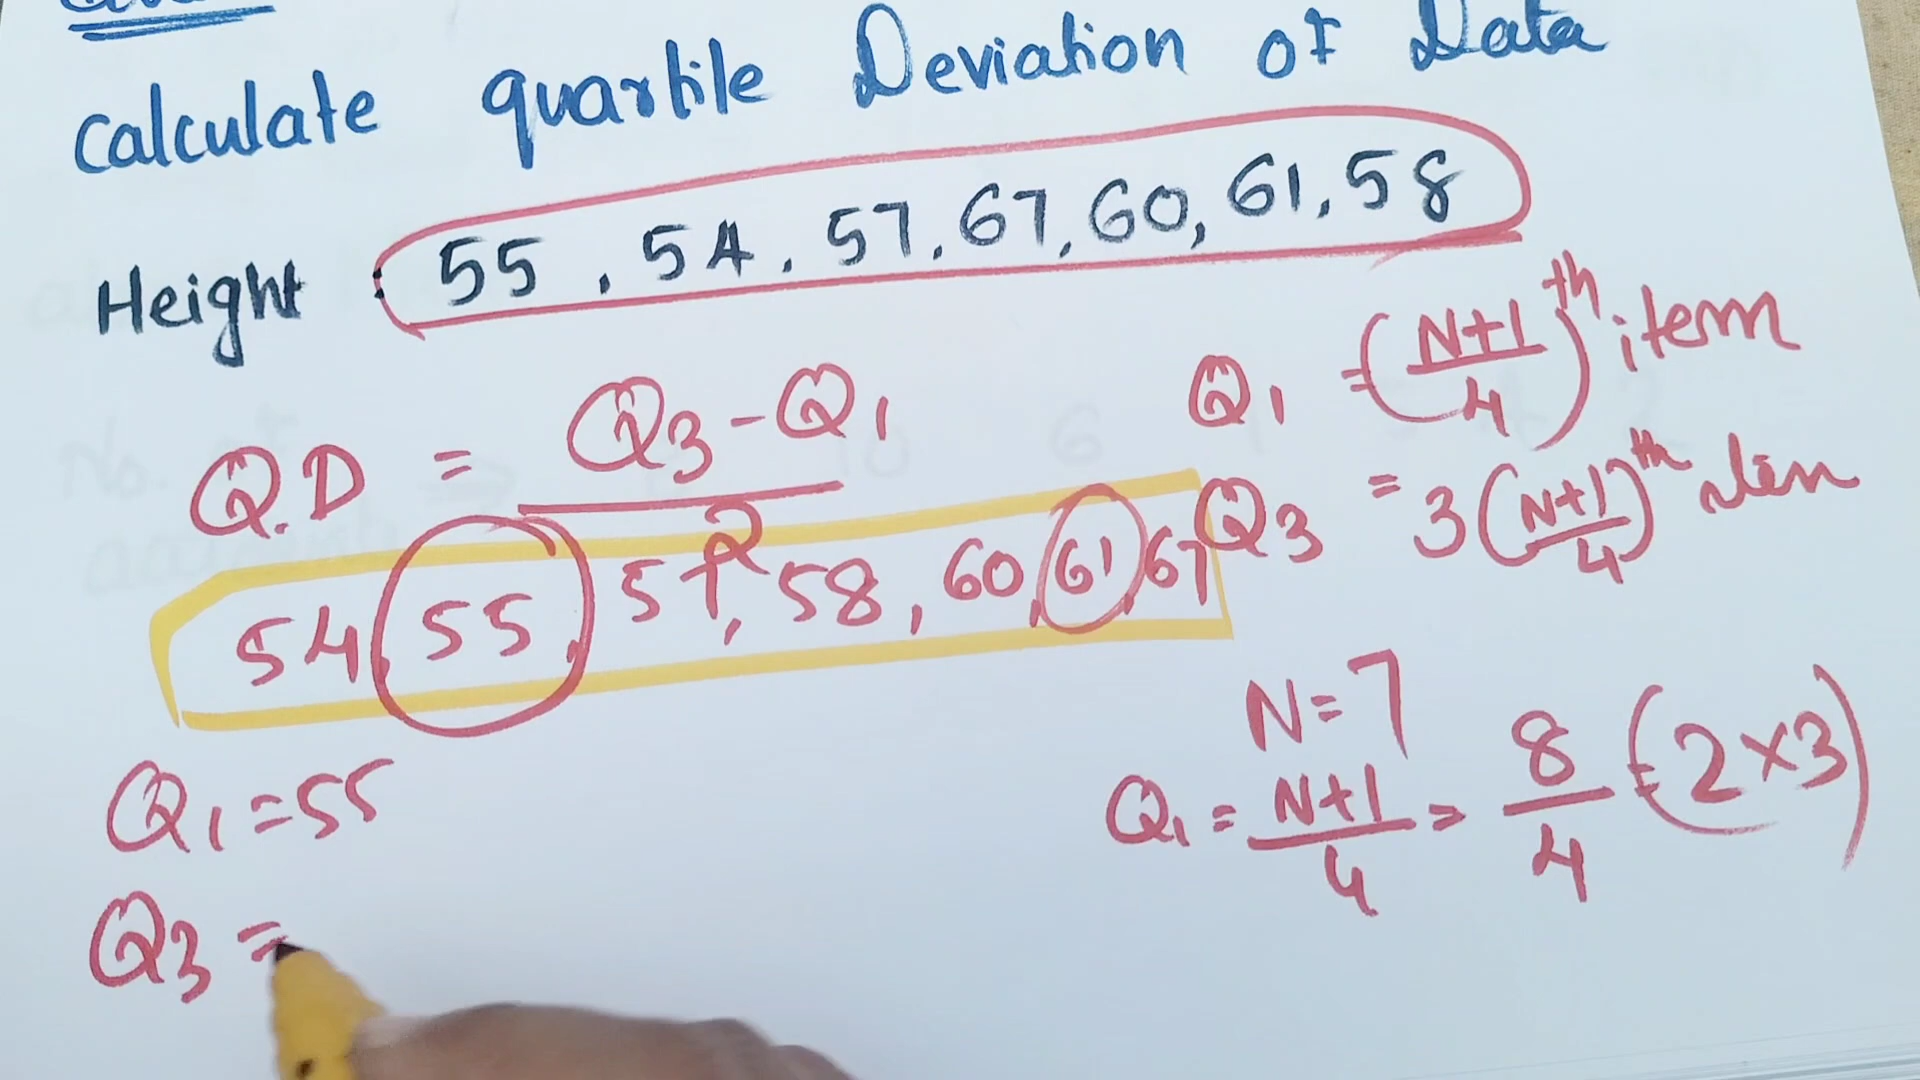 calculate quartile Deviation of Data
Height : 55, 54, 57, 67, 60, 61, 58
Q.D = Q3-Q1
2
Q1 = (N+1/4)th item
Q3 = 3(N+1/4)th
54, 55, 57, 58, 60, 61, 67
N=7
Q1 = N+1/4 = 8/4 = (2×3)
Q1 =55
Q3 =